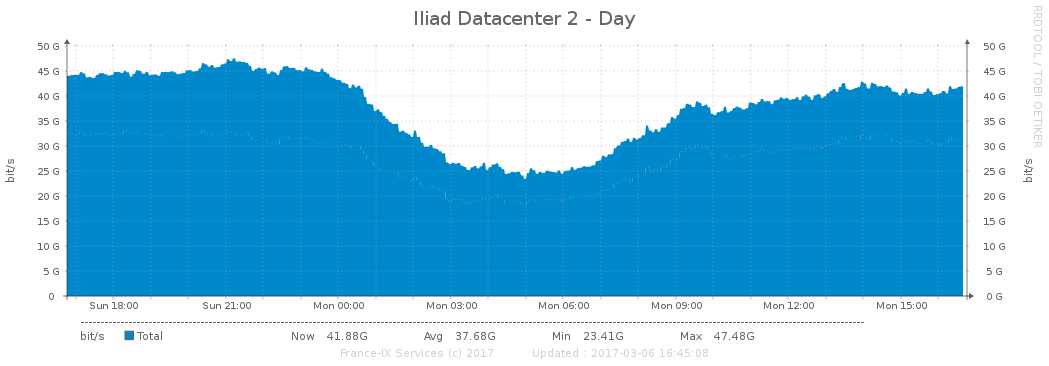 Iliad Datacenter 2 - Day
RRDTOOL / TOBI OETIKER
bit/s
50 G 50 G
45 G 45 G
40 G 40 G
35 G 35 G
30 G 30 G
25 G 25 G
20 G 20 G
15 G 15 G
10 G 10 G
5 G 5 G
0 0 G
bit/s
Sun 18:00 Sun 21:00 Mon 00:00 Mon 03:00 Mon 06:00 Mon 09:00 Mon 12:00 Mon 15:00
bit/s Total Now 41.88G Avg 37.68G Min 23.41G Max 47.48G
France-IX Services (c) 2017 Updated : 2017-03-06 16:45:08